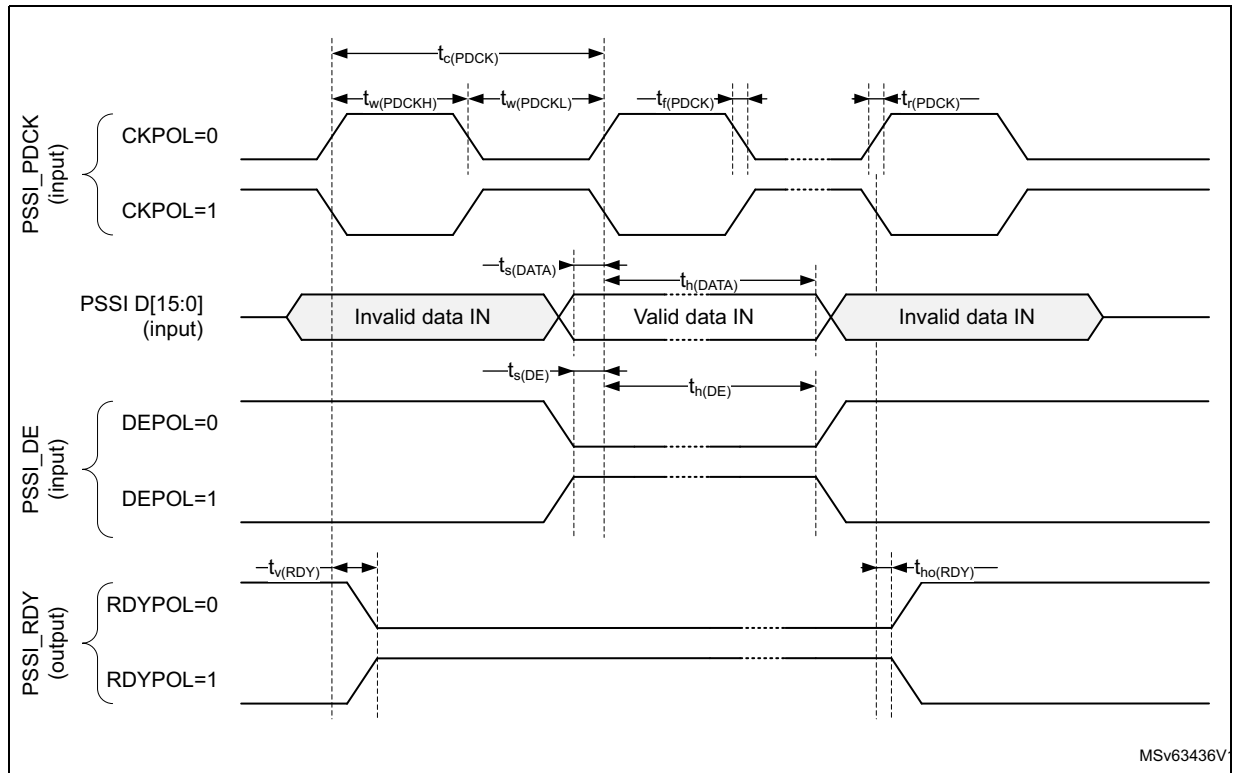 tc(PDCK)
tw(PDCKH) tw(PDCKL) tf(PDCK) tr(PDCK)
PSSI_PDCK
(input)
CKPOL=0
CKPOL=1
ts(DATA)
th(DATA)
PSSI D[15:0]
(input)
Invalid data IN Valid data IN Invalid data IN
ts(DE)
th(DE)
PSSI_DE
(input)
DEPOL=0
DEPOL=1
tv(RDY) tho(RDY)
PSSI_RDY
(output)
RDYPOL=0
RDYPOL=1
MSv63436V1